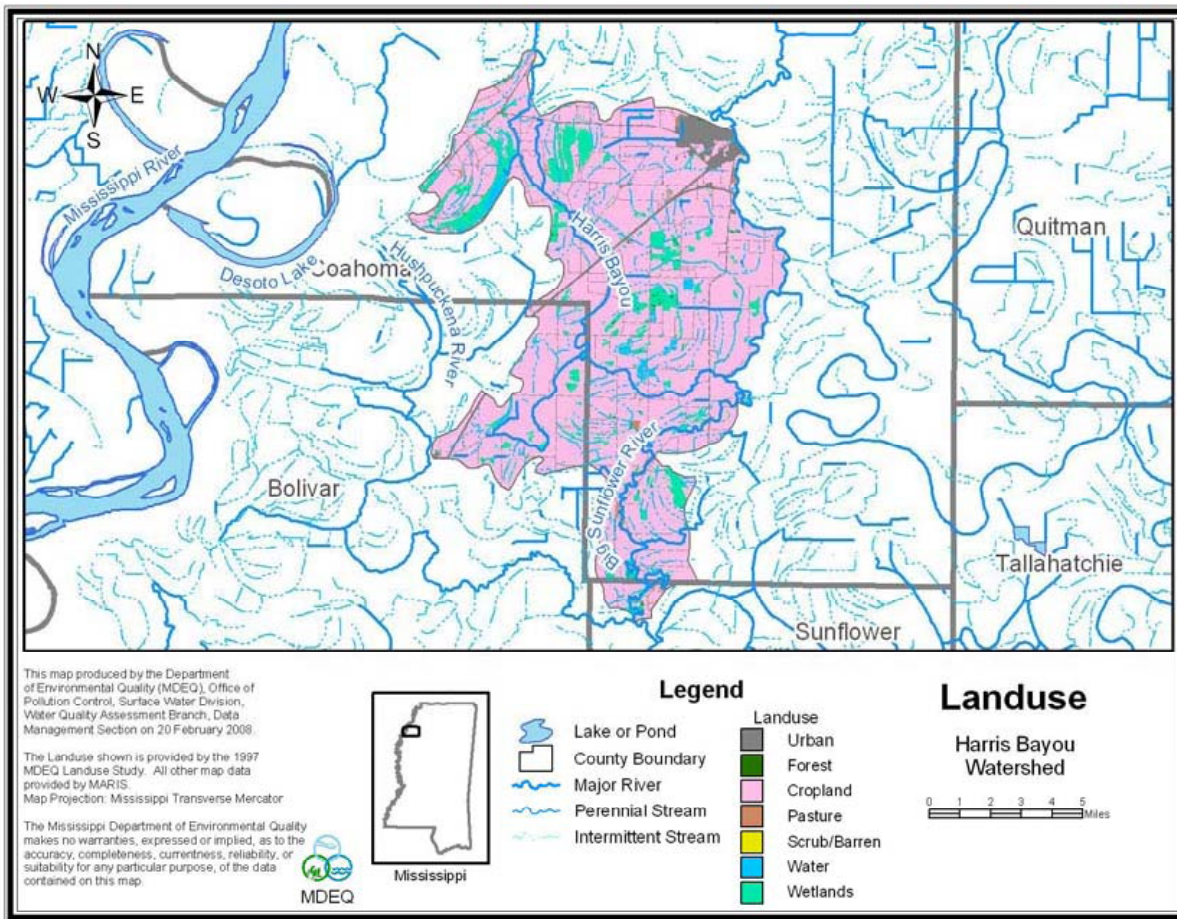 N
W E
S
Mississippi River
Desoto Lake
Coahoma
Hushpuckena River
Harris Bayou
Quitman
Bolivar
Big Sunflower River
Tallahatchie
Sunflower
This map produced by the Department
of Environmental Quality (MDEQ), Office of
Pollution Control, Surface Water Division,
Water Quality Assessment Branch, Data
Management Section on 20 February 2008.
The Landuse shown is provided by the 1997
MDEQ Landuse Study. All other map data
provided by MARIS.
Map Projection: Mississippi Transverse Mercator
The Mississippi Department of Environmental Quality
makes no warranties, expressed or implied, as to the
accuracy, completeness, currentness, reliability, or
suitability for any particular purpose, of the data
contained on this map.
MDEQ
Mississippi
Legend
Lake or Pond
County Boundary
Major River
Perennial Stream
Intermittent Stream
Landuse
Urban
Forest
Cropland
Pasture
Scrub/Barren
Water
Wetlands
Landuse
Harris Bayou
Watershed
0 1 2 3 4 5
Miles